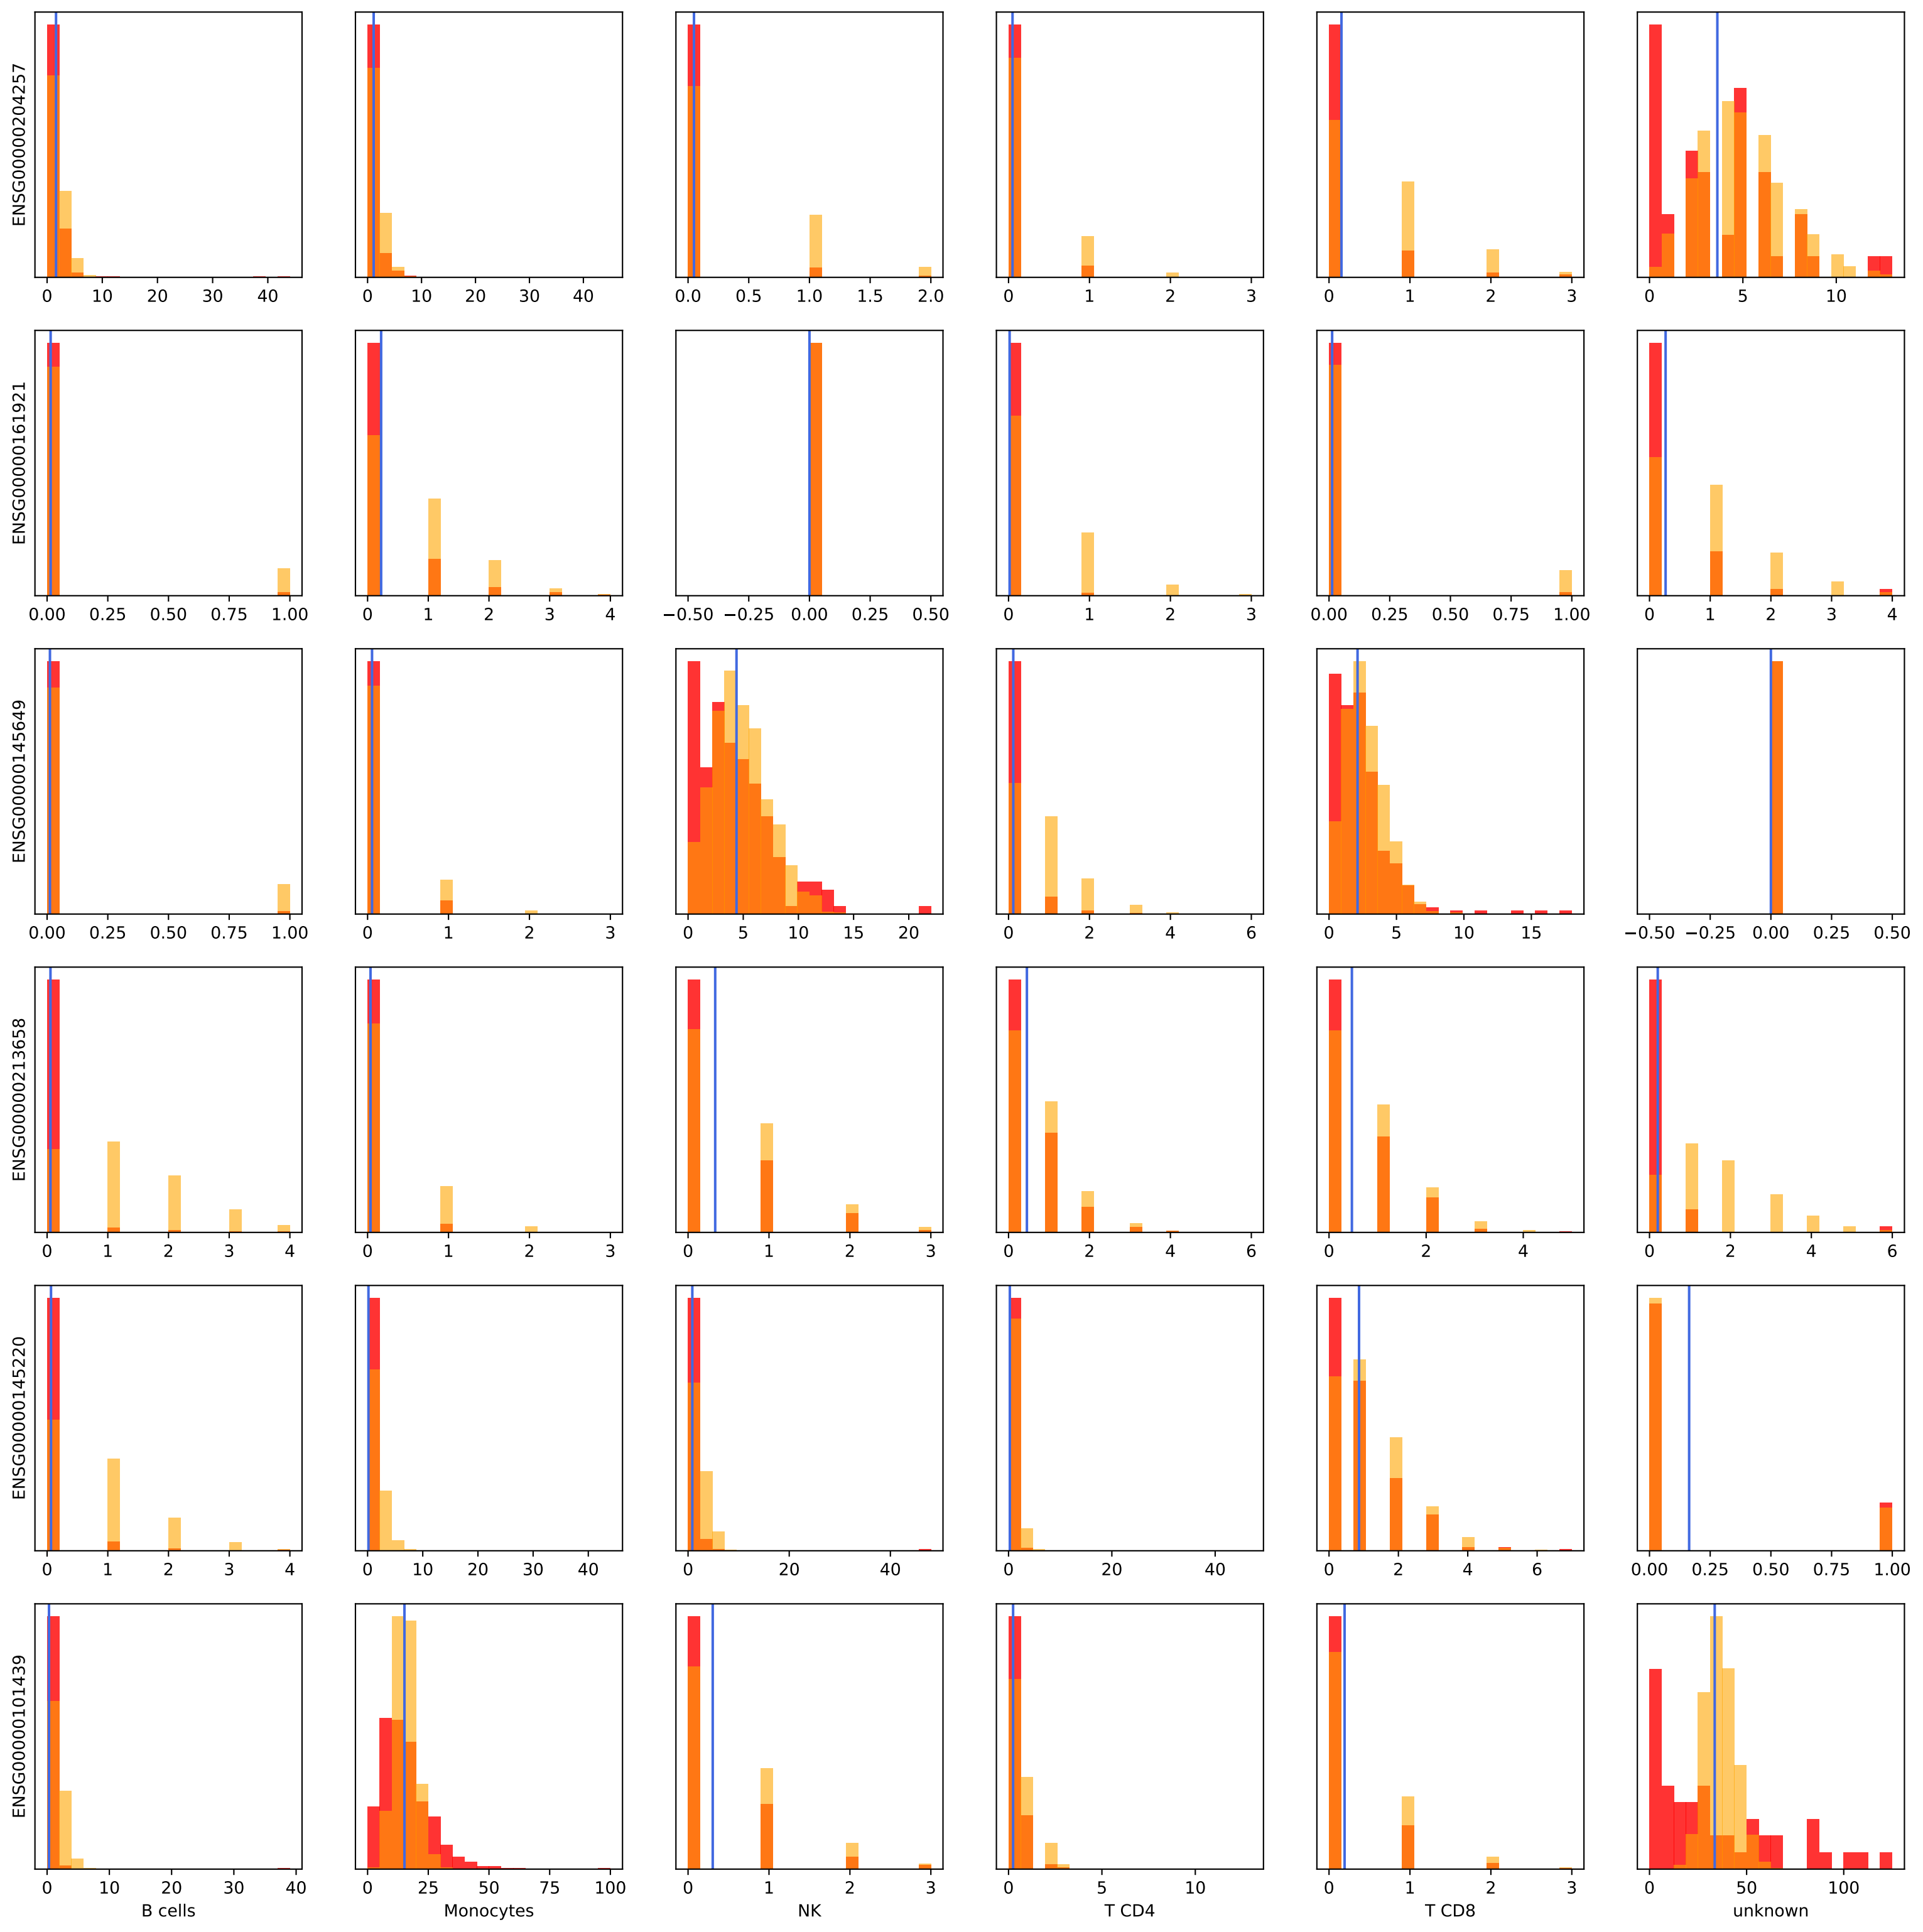 ENSG00000204257
0 10 20 30 40
0 10 20 30 40
0.0 0.5 1.0 1.5 2.0
0 1 2 3
0 1 2 3
0 5 10
ENSG00000161921
0.00 0.25 0.50 0.75 1.00
0 1 2 3 4
−0.50 −0.25 0.00 0.25 0.50
0 1 2 3
0.00 0.25 0.50 0.75 1.00
0 1 2 3 4
ENSG00000145649
0.00 0.25 0.50 0.75 1.00
0 1 2 3
0 5 10 15 20
0 2 4 6
0 5 10 15
−0.50 −0.25 0.00 0.25 0.50
ENSG00000213658
0 1 2 3 4
0 1 2 3
0 1 2 3
0 2 4 6
0 2 4
0 2 4 6
ENSG00000145220
0 1 2 3 4
0 10 20 30 40
0 20 40
0 20 40
0 2 4 6
0.00 0.25 0.50 0.75 1.00
ENSG00000101439
0 10 20 30 40
0 25 50 75 100
0 1 2 3
0 5 10
0 1 2 3
0 50 100
B cells
Monocytes
NK
T CD4
T CD8
unknown